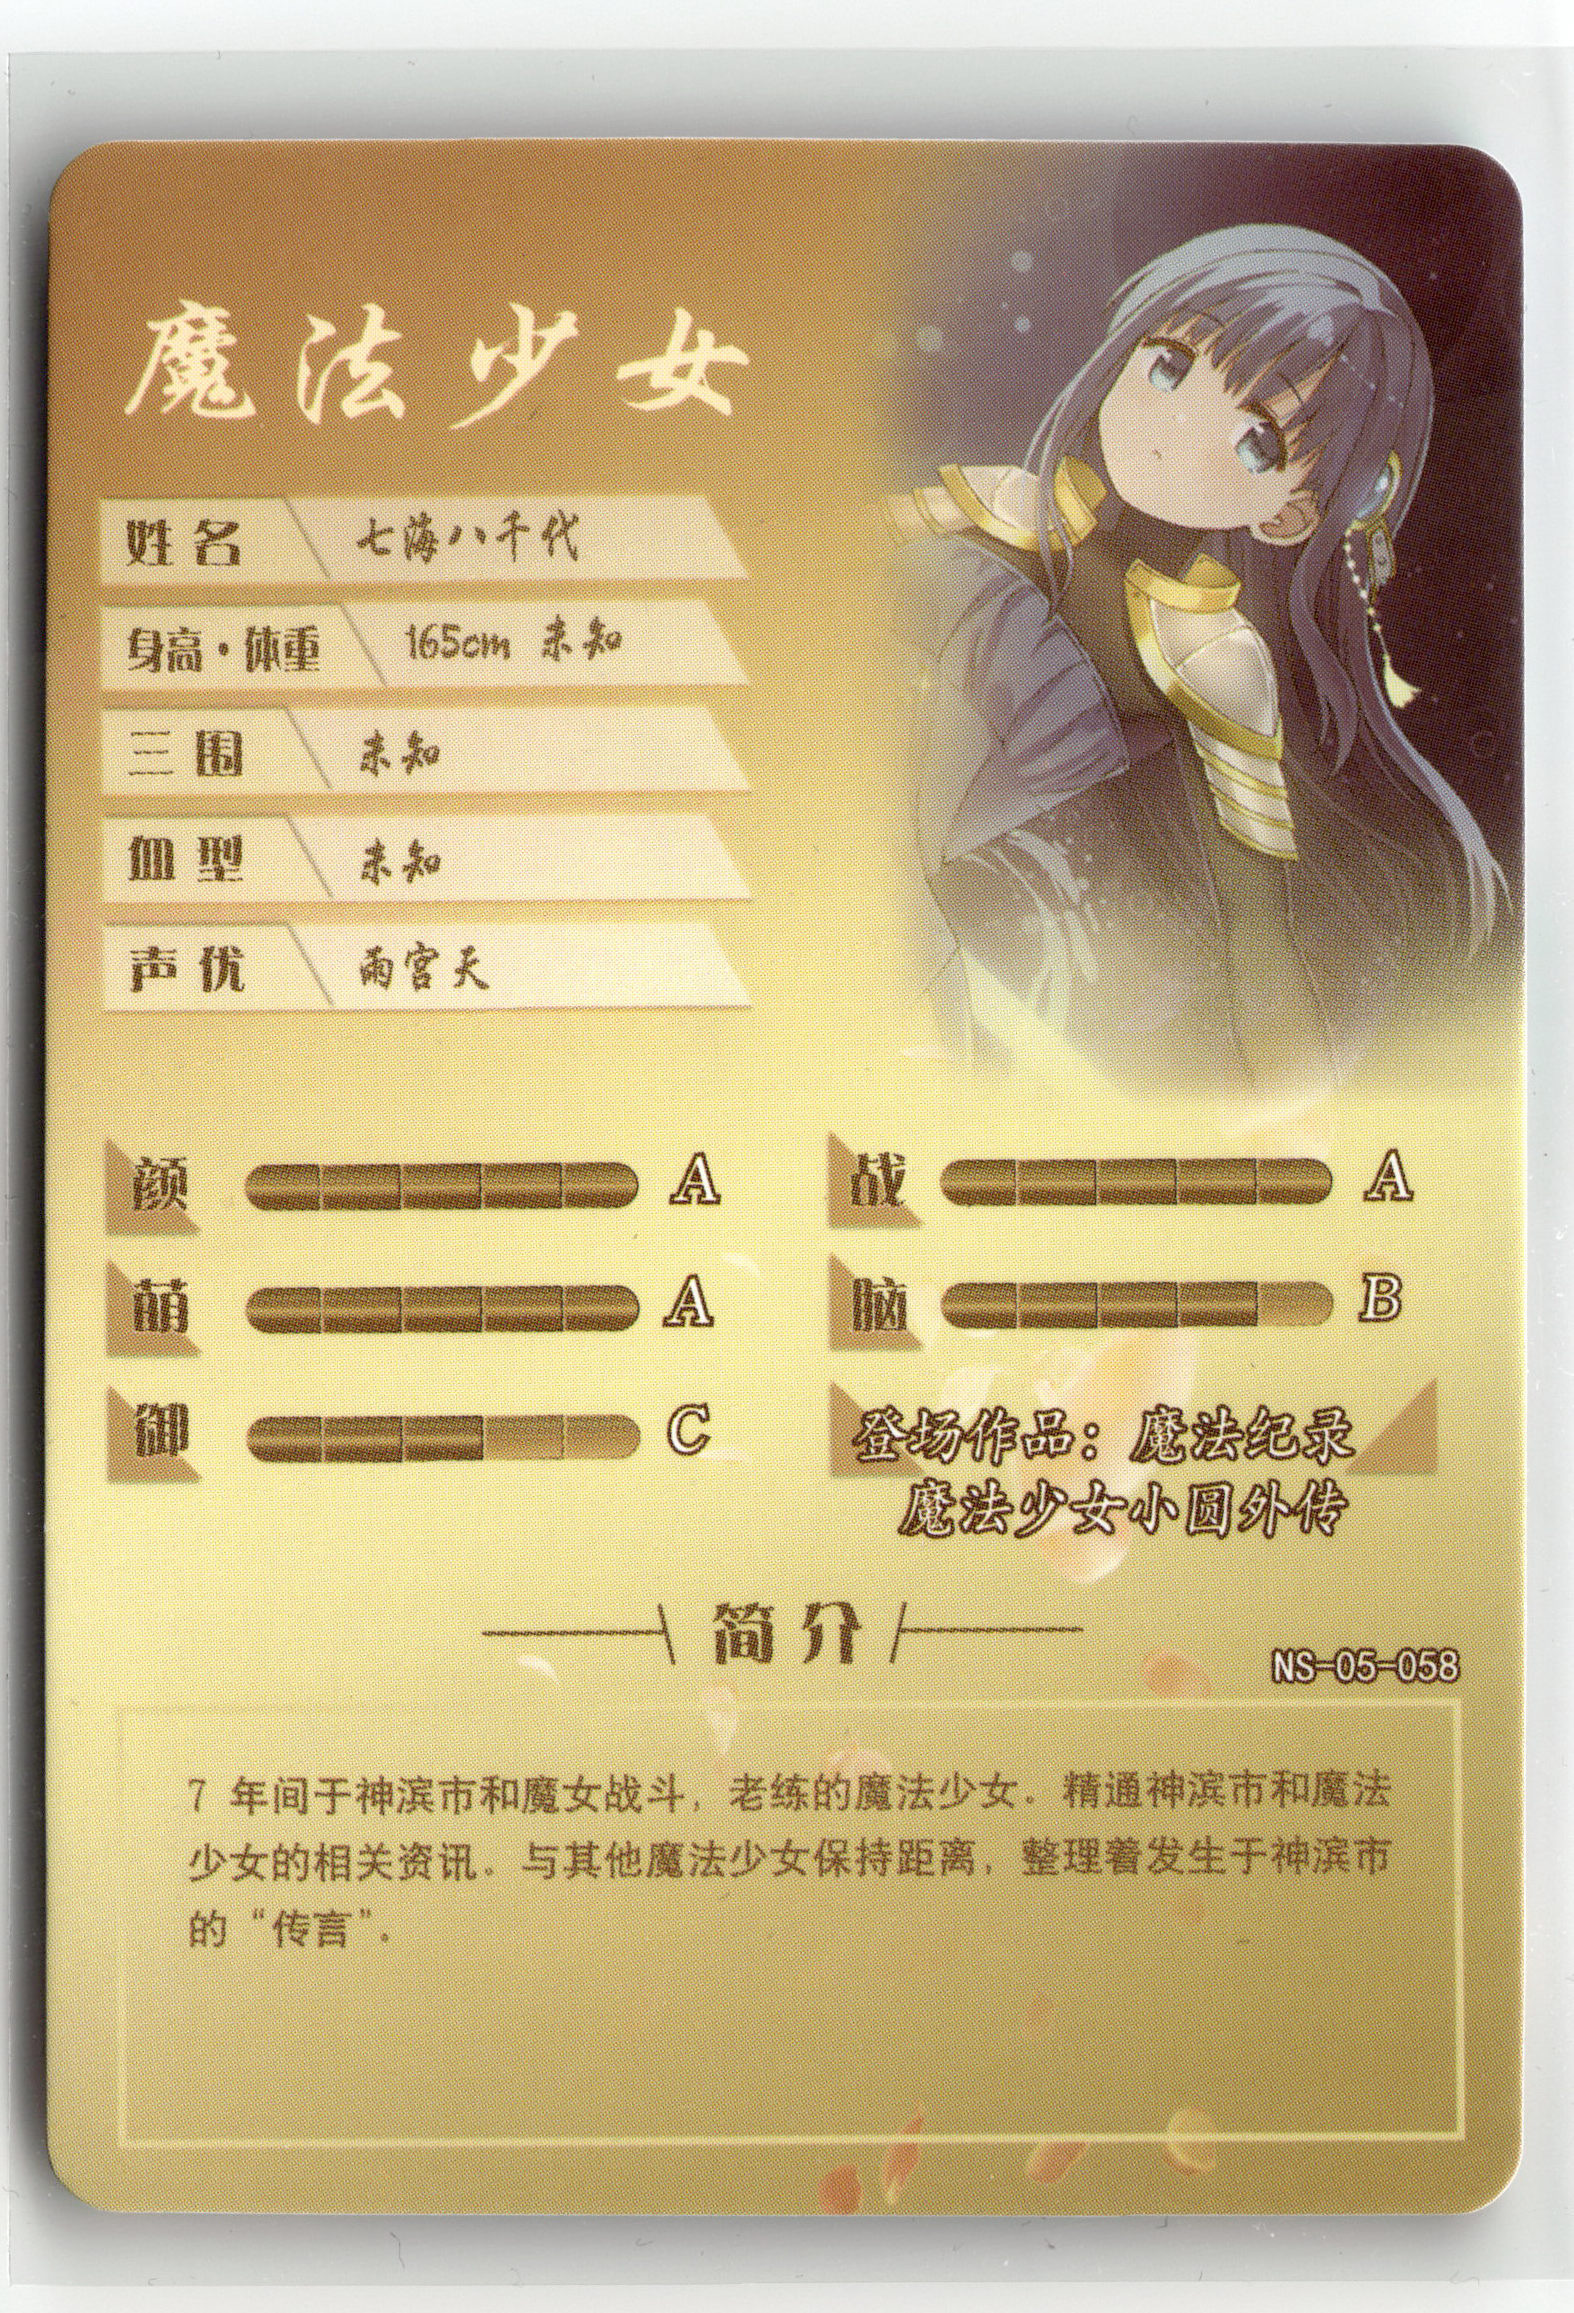 魔法少女
姓名 七海八千代
身高·体重 165cm 未知
三围 未知
血型 未知
声优 雨宫天
颜 A
战 A
萌 A
脑 B
御 C
登场作品：魔法纪录
魔法少女小圆外传
简介
NS-05-058
7 年间于神滨市和魔女战斗，老练的魔法少女。精通神滨市和魔法
少女的相关资讯。与其他魔法少女保持距离，整理着发生于神滨市
的“传言”。